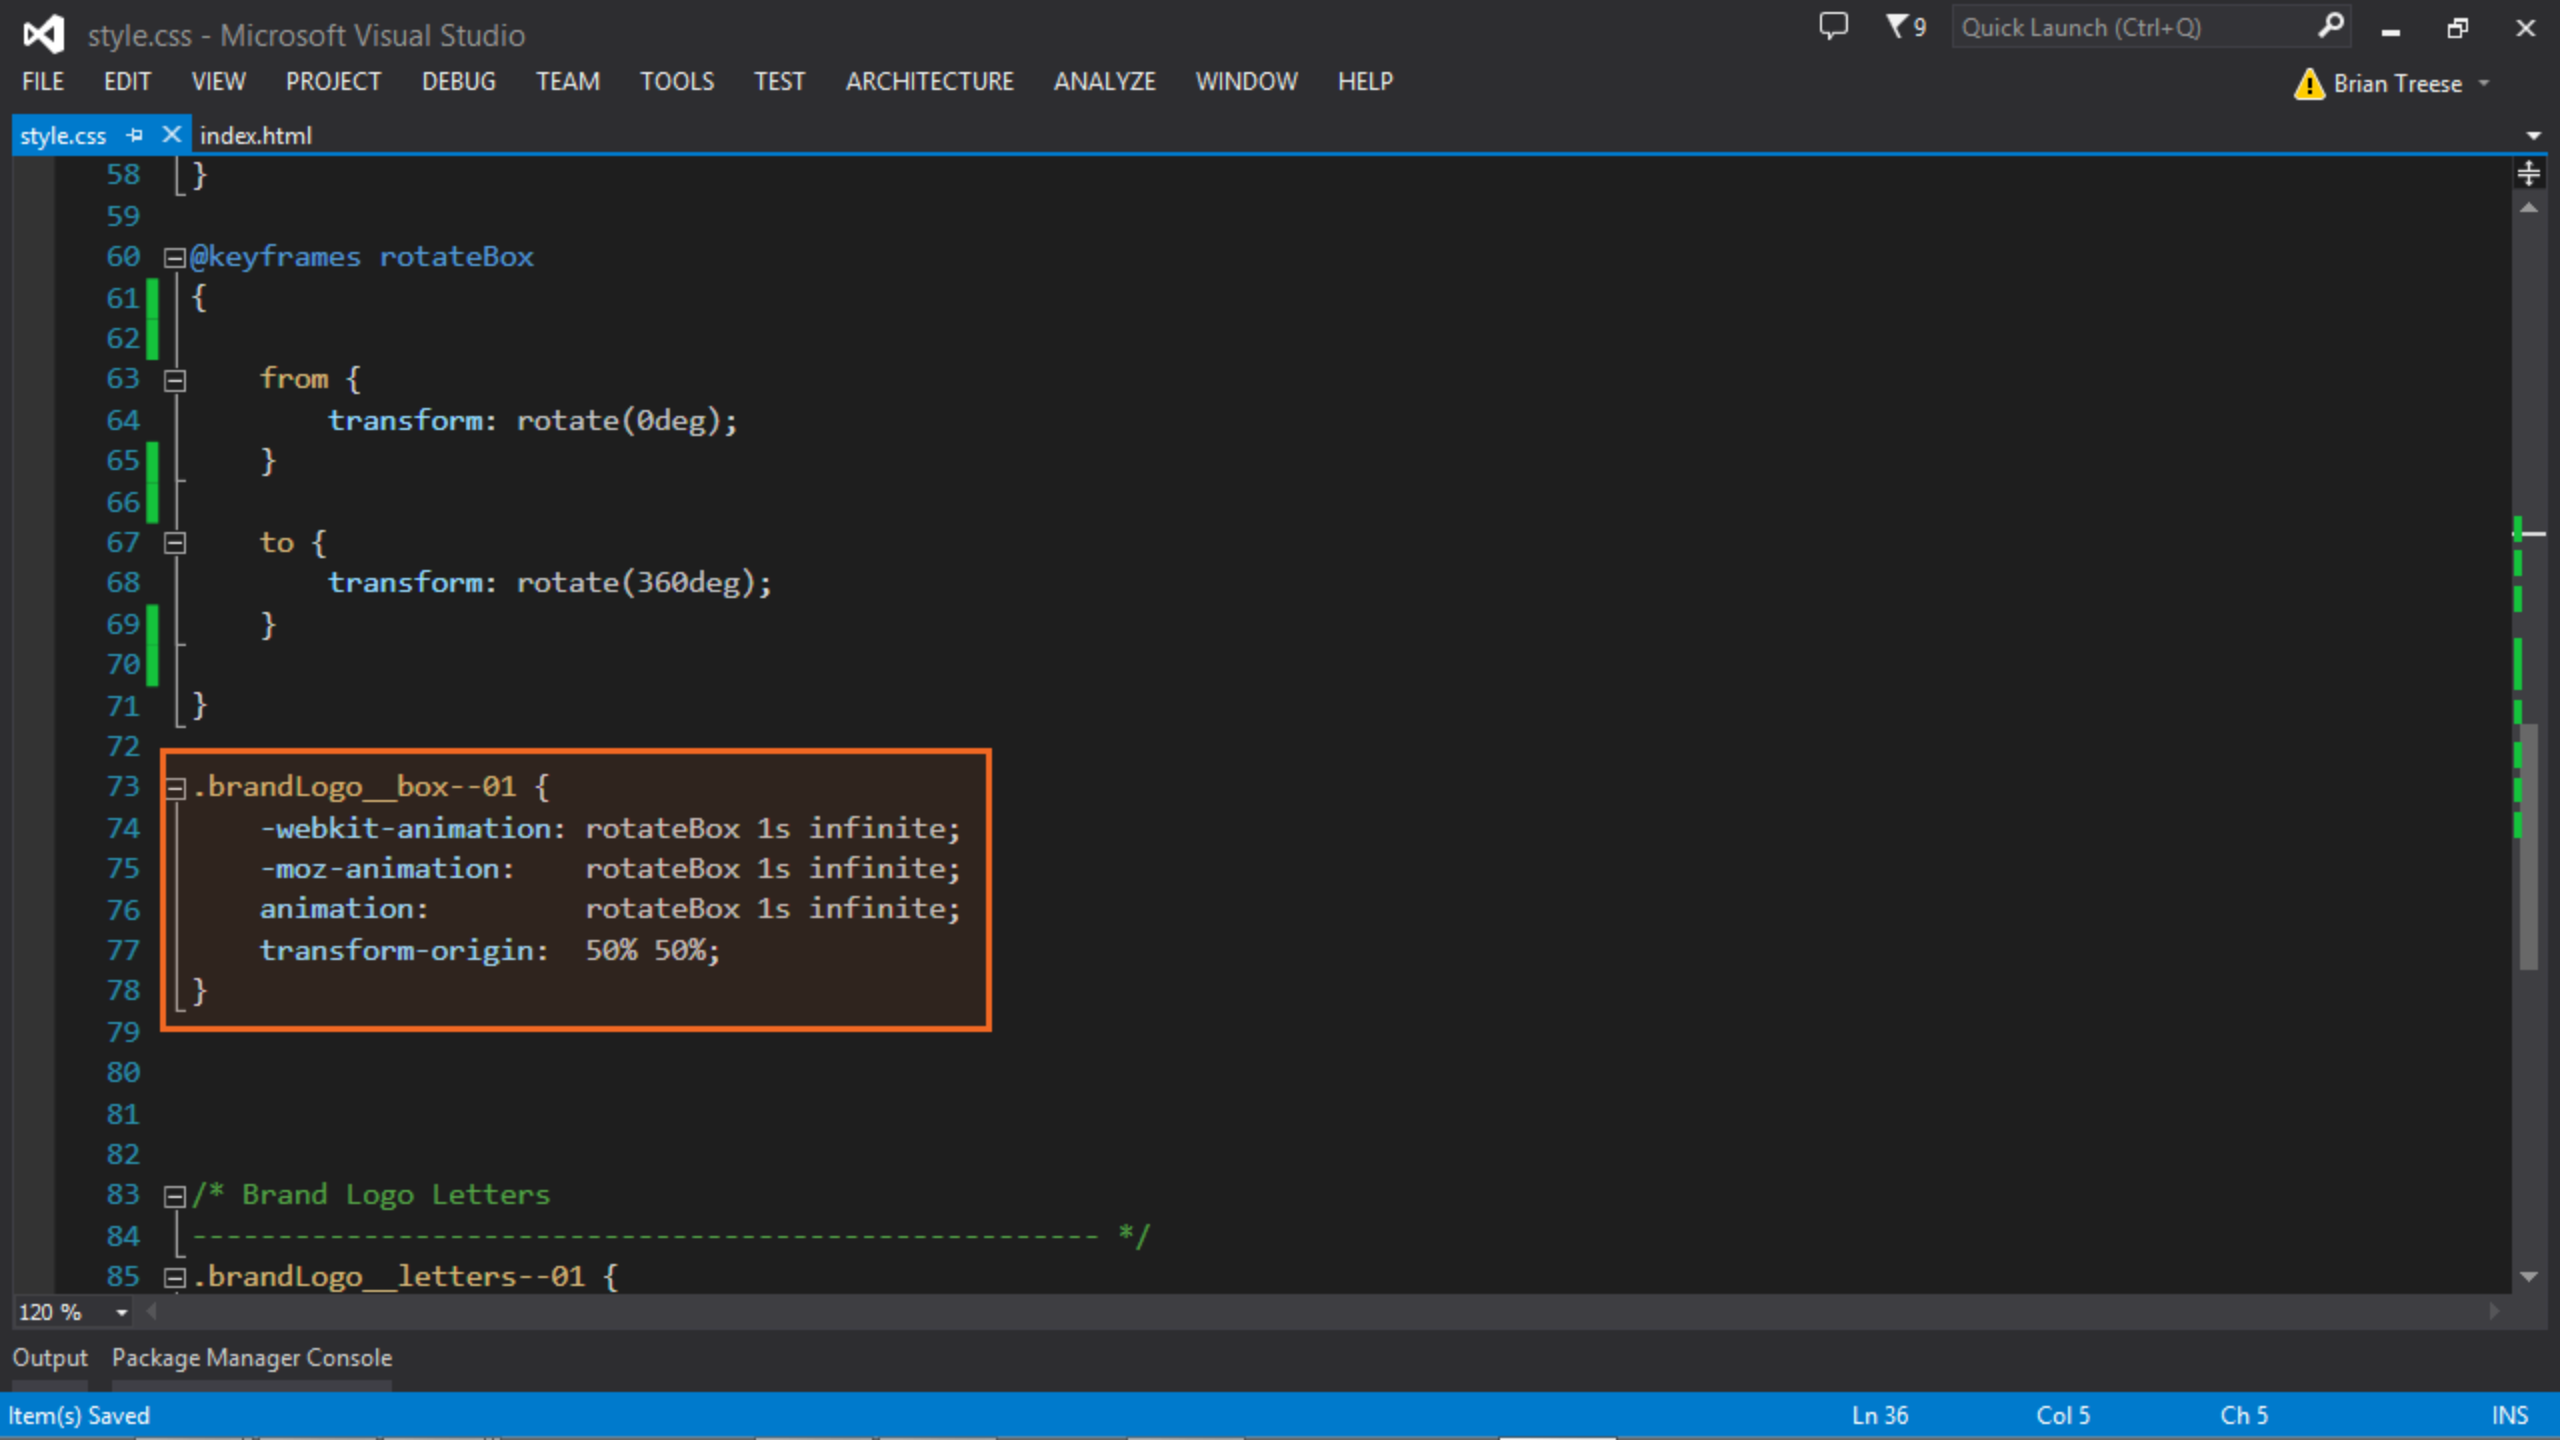 style.css - Microsoft Visual Studio
9
Quick Launch (Ctrl+Q)
FILE EDIT VIEW PROJECT DEBUG TEAM TOOLS TEST ARCHITECTURE ANALYZE WINDOW HELP
Brian Treese
style.css index.html
58 }
59
60 @keyframes rotateBox
61 {
62
63 from {
64 transform: rotate(0deg);
65 }
66
67 to {
68 transform: rotate(360deg);
69 }
70
71 }
72
73 .brandLogo__box--01 {
74 -webkit-animation: rotateBox 1s infinite;
75 -moz-animation: rotateBox 1s infinite;
76 animation: rotateBox 1s infinite;
77 transform-origin: 50% 50%;
78 }
79
80
81
82
83 /* Brand Logo Letters
84 ----------------------------------------------------- */
85 .brandLogo__letters--01 {
120 %
Output Package Manager Console
Item(s) Saved Ln 36 Col 5 Ch 5 INS